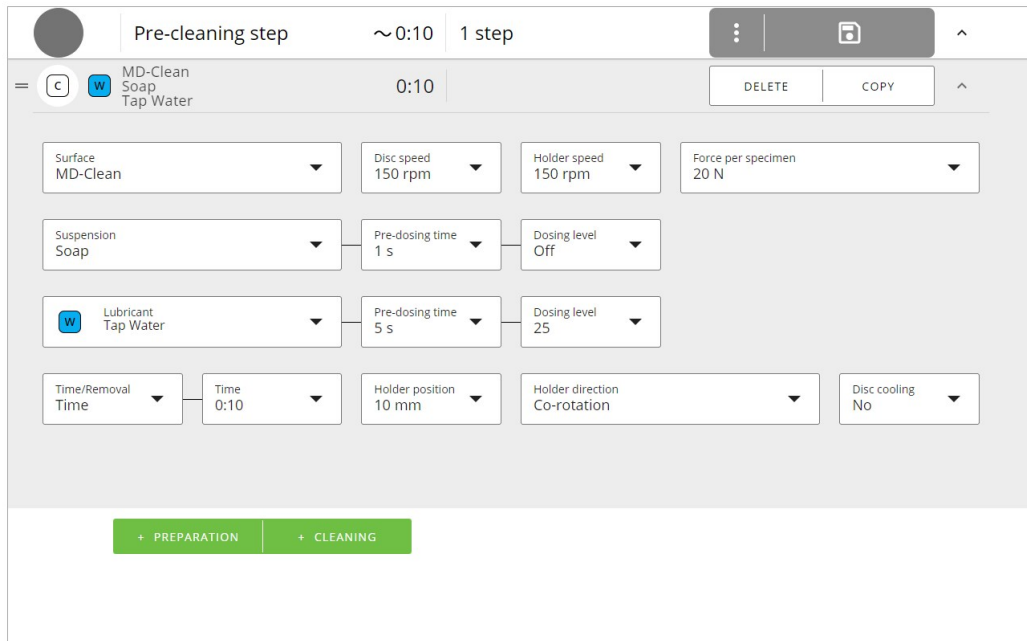 Pre-cleaning step ~0:10 1 step
C W MD-Clean
Soap
Tap Water
0:10 DELETE COPY
Surface
MD-Clean
Disc speed
150 rpm
Holder speed
150 rpm
Force per specimen
20 N
Suspension
Soap
Pre-dosing time
1 s
Dosing level
Off
W Lubricant
Tap Water
Pre-dosing time
5 s
Dosing level
25
Time/Removal
Time
Time
0:10
Holder position
10 mm
Holder direction
Co-rotation
Disc cooling
No
+ PREPARATION + CLEANING